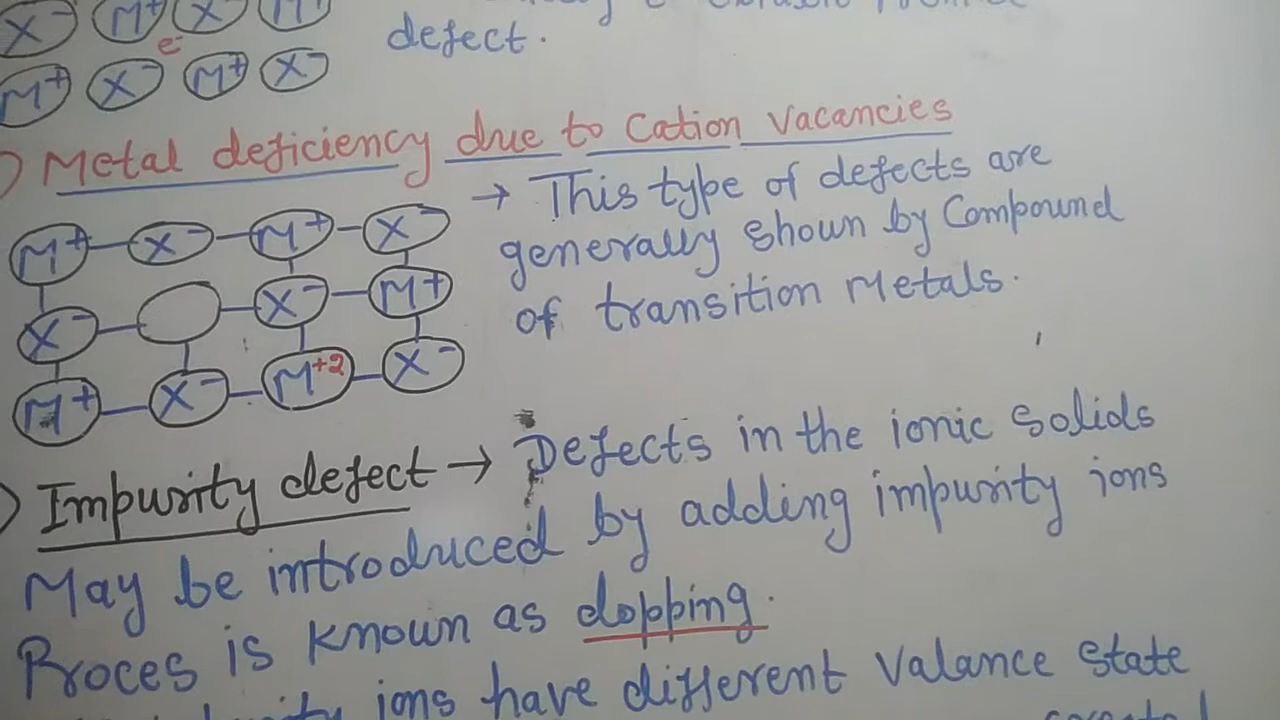 X⁻ M⁺ X⁻ M⁺
e⁻
defect.
M⁺ X⁻ M⁺ X⁻
) Metal deficiency due to Cation vacancies
→ This type of defects are
generally shown by Compound
of transition Metals.
M⁺ X⁻ M⁺ X⁻
X⁻ X⁻ M⁺
M⁺ X⁻ M⁺² X⁻
) Impurity defect → Defects in the ionic Solids
May be introduced by adding impurity ions
Proces is known as dopping.
ions have different Valance State